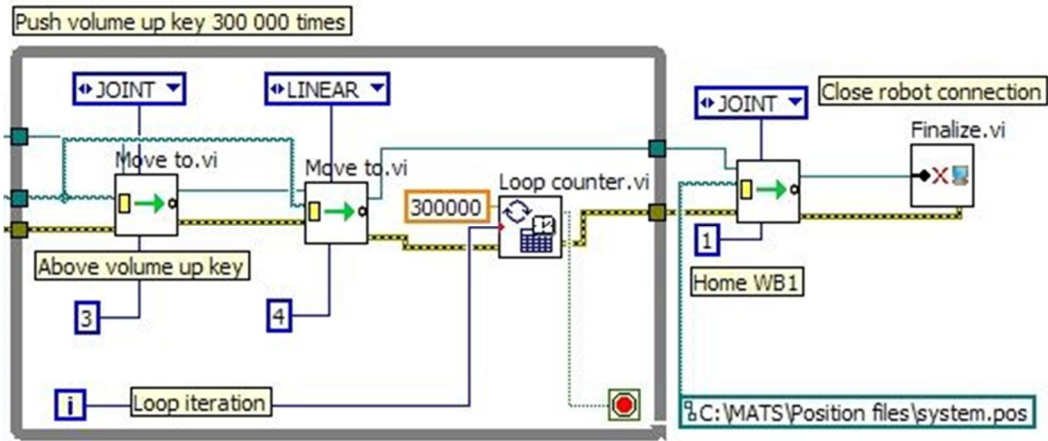 Push volume up key 300 000 times
JOINT
LINEAR
JOINT
Close robot connection
Move to.vi
Move to.vi
Loop counter.vi
Finalize.vi
300000
Above volume up key
3
4
1
Home WB1
i
Loop iteration
C:\MATS\Position files\system.pos